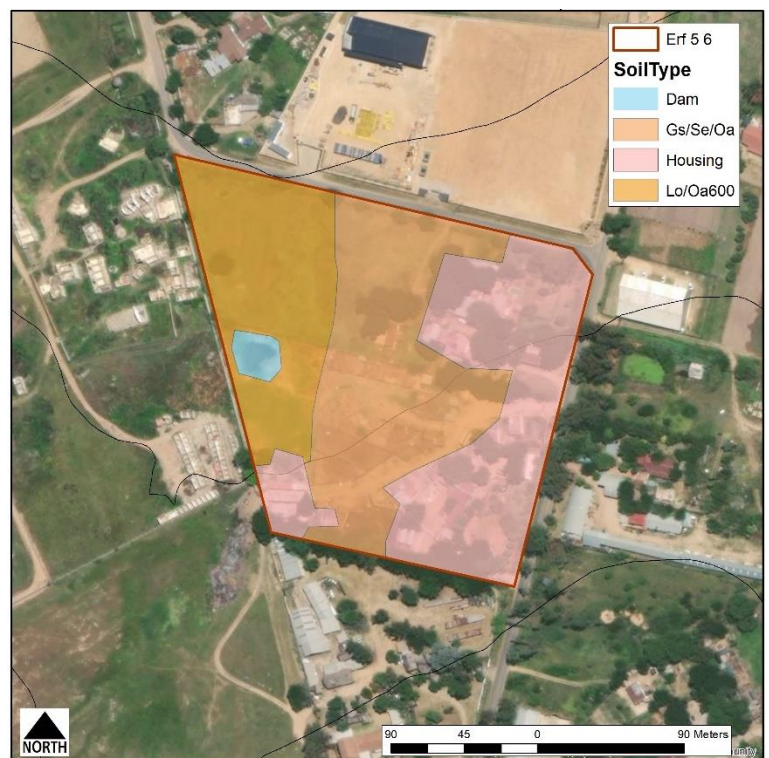 Erf 5 6
SoilType
Dam
Gs/Se/Oa
Housing
Lo/Oa600
NORTH
90 45 0 90 Meters